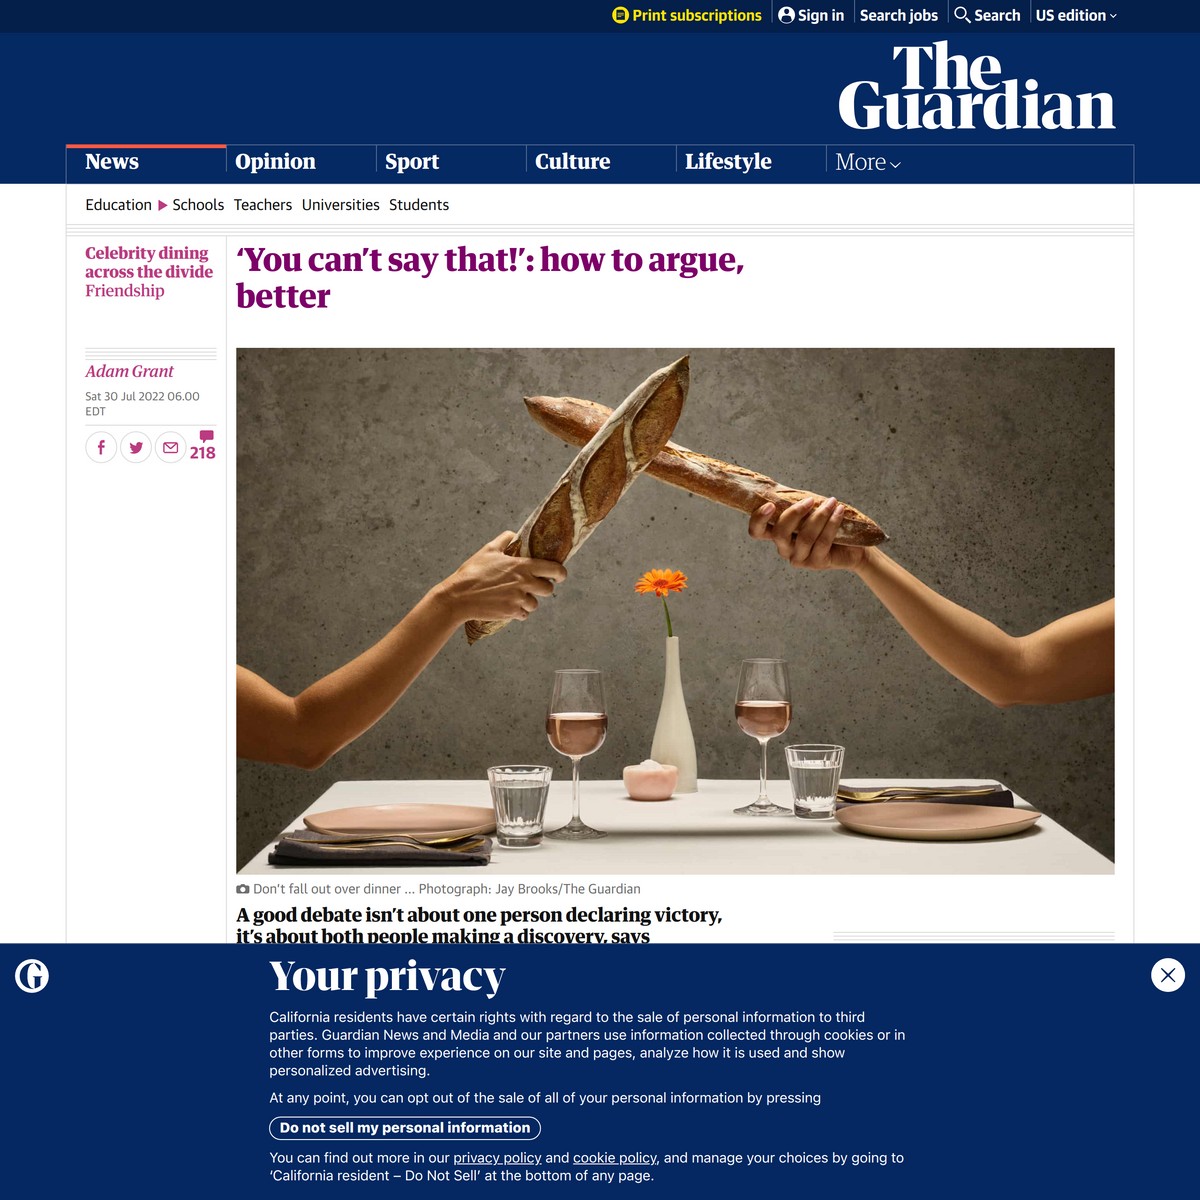 Print subscriptions
Sign in
Search jobs
Search
US edition
The
Guardian
News
Opinion
Sport
Culture
Lifestyle
More
Education
Schools
Teachers
Universities
Students
Celebrity dining
across the divide
Friendship
‘You can’t say that!’: how to argue,
better
Adam Grant
Sat 30 Jul 2022 06.00
EDT
218
Don’t fall out over dinner … Photograph: Jay Brooks/The Guardian
A good debate isn’t about one person declaring victory,
it’s about both people making a discovery, says
Your privacy
California residents have certain rights with regard to the sale of personal information to third
parties. Guardian News and Media and our partners use information collected through cookies or in
other forms to improve experience on our site and pages, analyze how it is used and show
personalized advertising.
At any point, you can opt out of the sale of all of your personal information by pressing
Do not sell my personal information
You can find out more in our privacy policy and cookie policy, and manage your choices by going to
‘California resident – Do Not Sell’ at the bottom of any page.